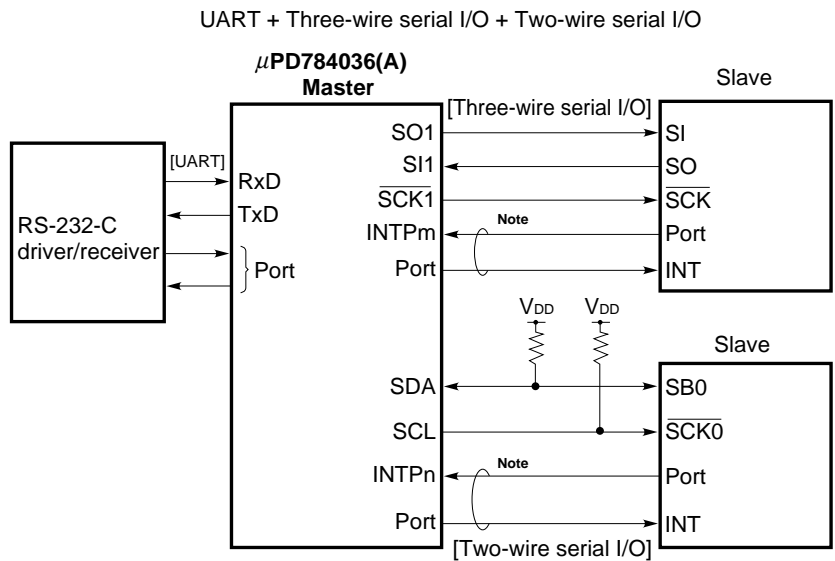 UART + Three-wire serial I/O + Two-wire serial I/O
μPD784036(A)
Master
Slave
[Three-wire serial I/O]
SO1
SI
SI1
SO
[UART]
RxD
SCK1
SCK
TxD
Note
RS-232-C
driver/receiver
INTPm
Port
Port
Port
INT
VDD
VDD
Slave
SDA
SB0
SCL
SCK0
Note
INTPn
Port
Port
INT
[Two-wire serial I/O]